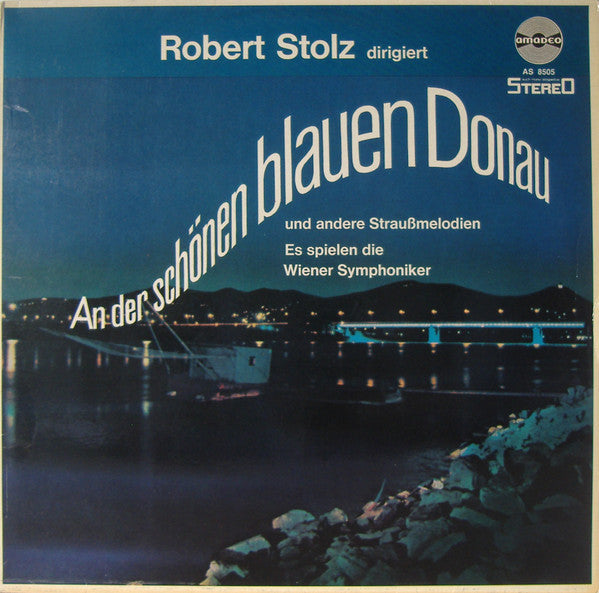 Robert Stolz dirigiert
amadeo
AS 8505
STEREO
An der schönen blauen Donau
und andere Straußmelodien
Es spielen die
Wiener Symphoniker